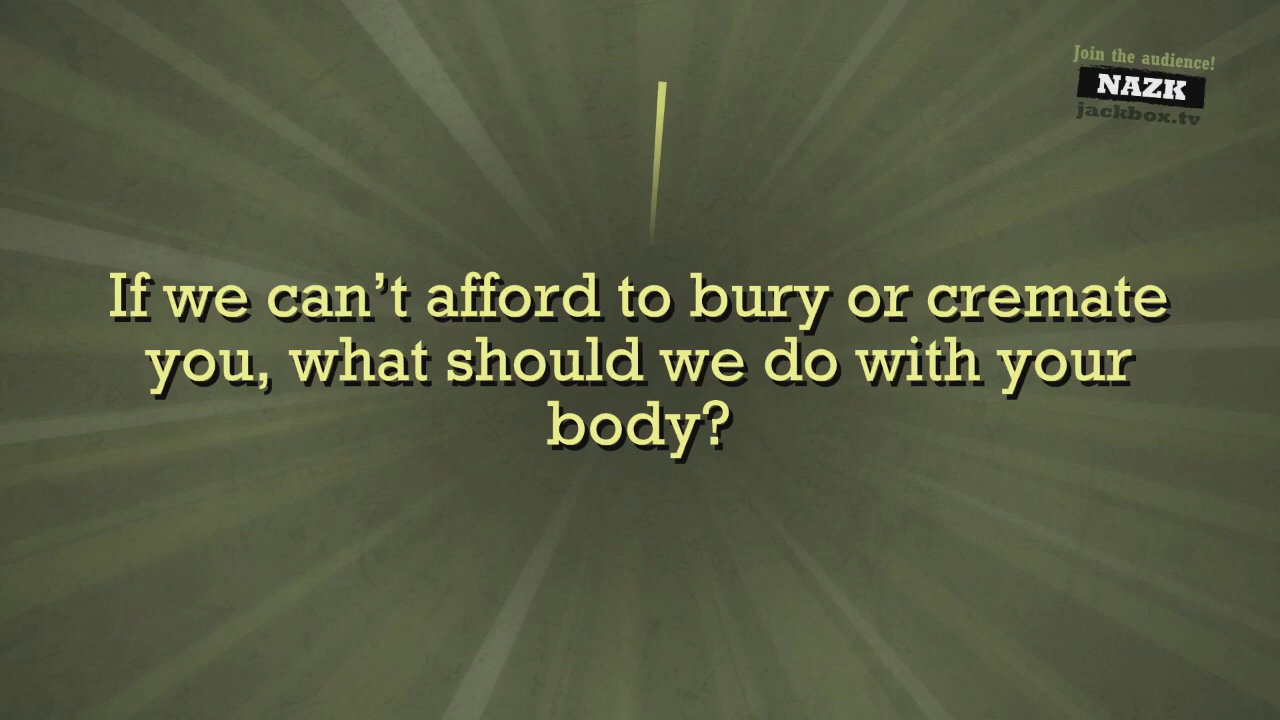 Join the audience!
NAZK
jackbox.tv
If we can’t afford to bury or cremate
you, what should we do with your
body?